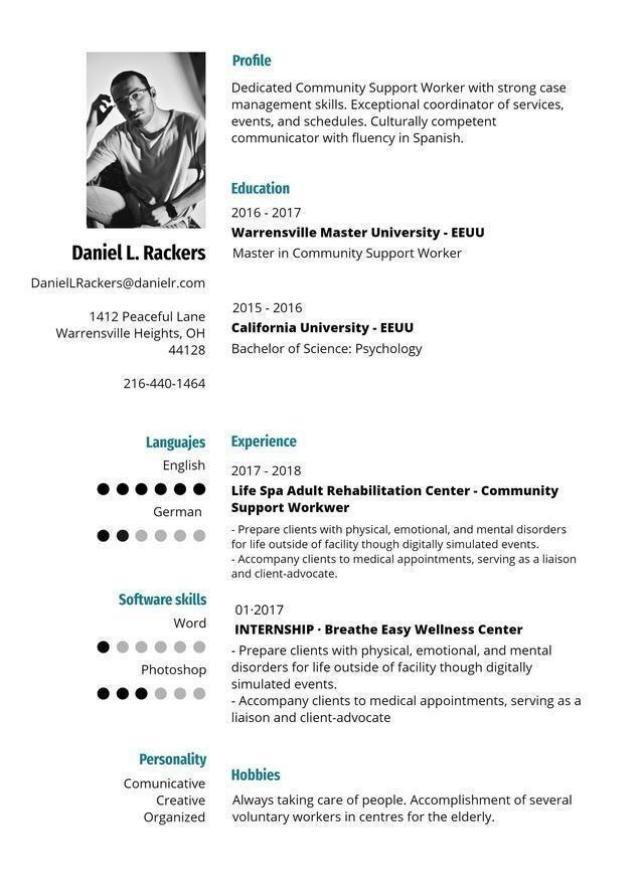 Daniel L. Rackers
DanielLRackers@danielr.com
1412 Peaceful Lane
Warrensville Heights, OH
44128
216-440-1464
Languajes
English
German
Software skills
Word
Photoshop
Personality
Comunicative
Creative
Organized
Profile
Dedicated Community Support Worker with strong case
management skills. Exceptional coordinator of services,
events, and schedules. Culturally competent
communicator with fluency in Spanish.
Education
2016 - 2017
Warrensville Master University - EEUU
Master in Community Support Worker
2015 - 2016
California University - EEUU
Bachelor of Science: Psychology
Experience
2017 - 2018
Life Spa Adult Rehabilitation Center - Community
Support Workwer
- Prepare clients with physical, emotional, and mental disorders
for life outside of facility though digitally simulated events.
- Accompany clients to medical appointments, serving as a liaison
and client-advocate.
01·2017
INTERNSHIP · Breathe Easy Wellness Center
- Prepare clients with physical, emotional, and mental
disorders for life outside of facility though digitally
simulated events.
- Accompany clients to medical appointments, serving as a
liaison and client-advocate
Hobbies
Always taking care of people. Accomplishment of several
voluntary workers in centres for the elderly.